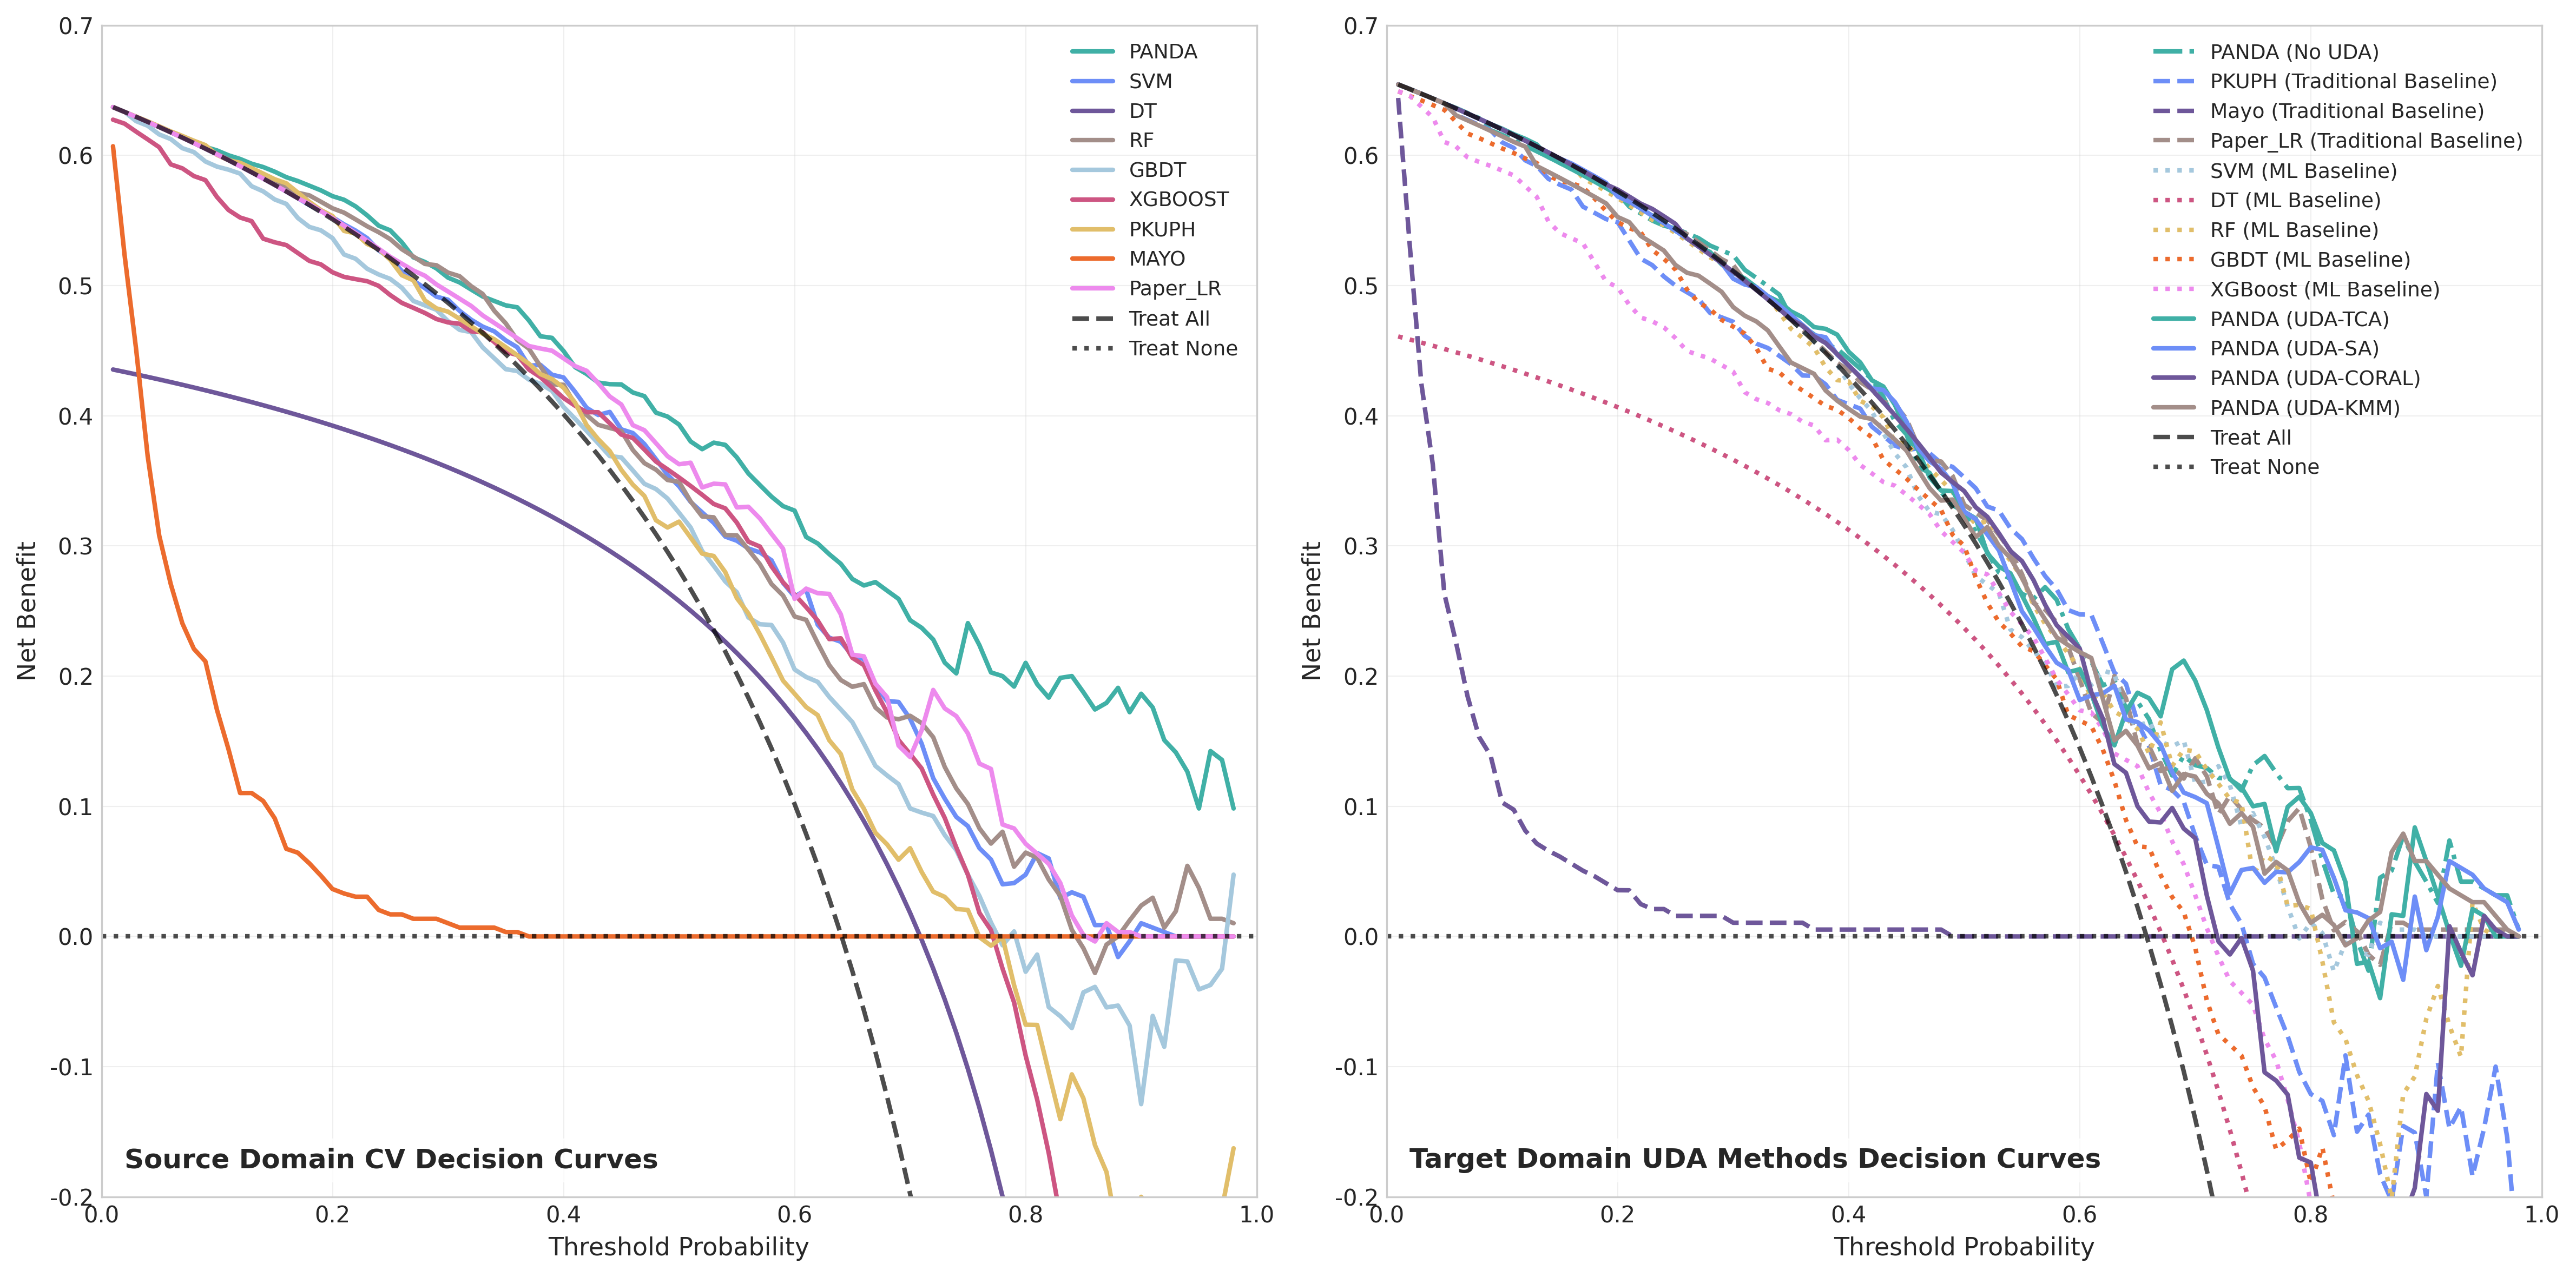 0.7
0.6
0.5
0.4
0.3
0.2
0.1
0.0
-0.1
-0.2
Net Benefit
PANDA
SVM
DT
RF
GBDT
XGBOOST
PKUPH
MAYO
Paper_LR
Treat All
Treat None
Source Domain CV Decision Curves
0.0 0.2 0.4 0.6 0.8 1.0
Threshold Probability
0.7
0.6
0.5
0.4
0.3
0.2
0.1
0.0
-0.1
-0.2
Net Benefit
PANDA (No UDA)
PKUPH (Traditional Baseline)
Mayo (Traditional Baseline)
Paper_LR (Traditional Baseline)
SVM (ML Baseline)
DT (ML Baseline)
RF (ML Baseline)
GBDT (ML Baseline)
XGBoost (ML Baseline)
PANDA (UDA-TCA)
PANDA (UDA-SA)
PANDA (UDA-CORAL)
PANDA (UDA-KMM)
Treat All
Treat None
Target Domain UDA Methods Decision Curves
0.0 0.2 0.4 0.6 0.8 1.0
Threshold Probability